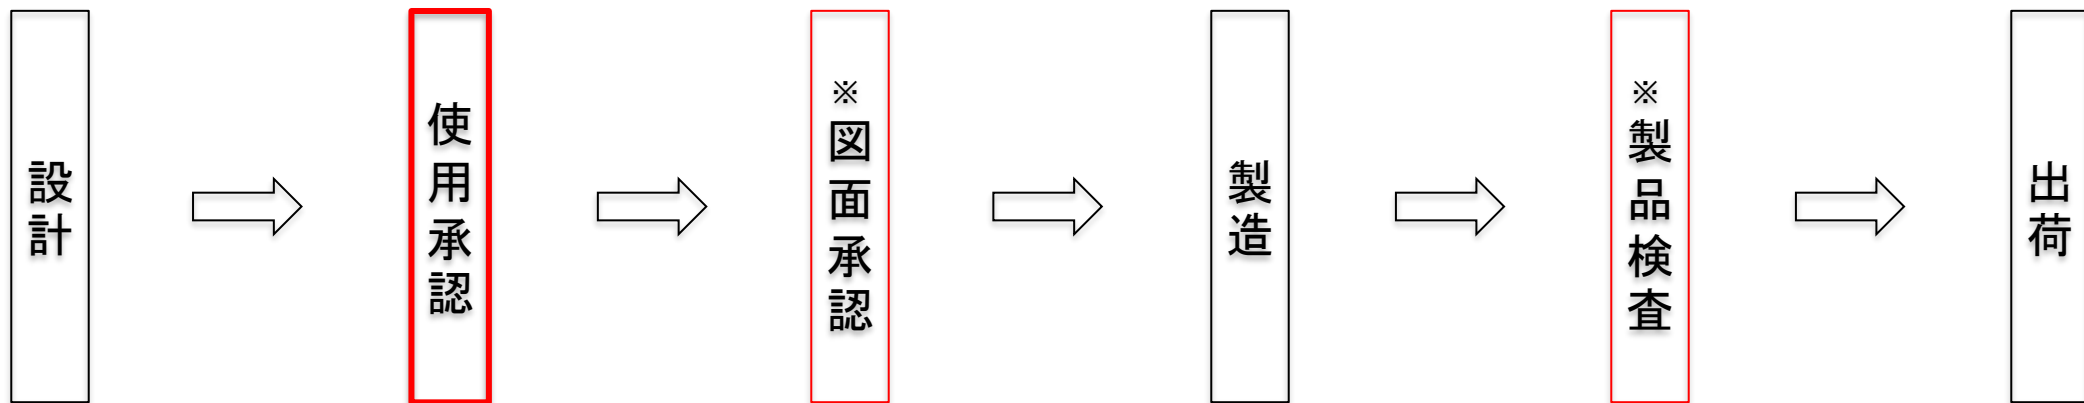 設計
使用承認
※図面承認
製造
※製品検査
出荷